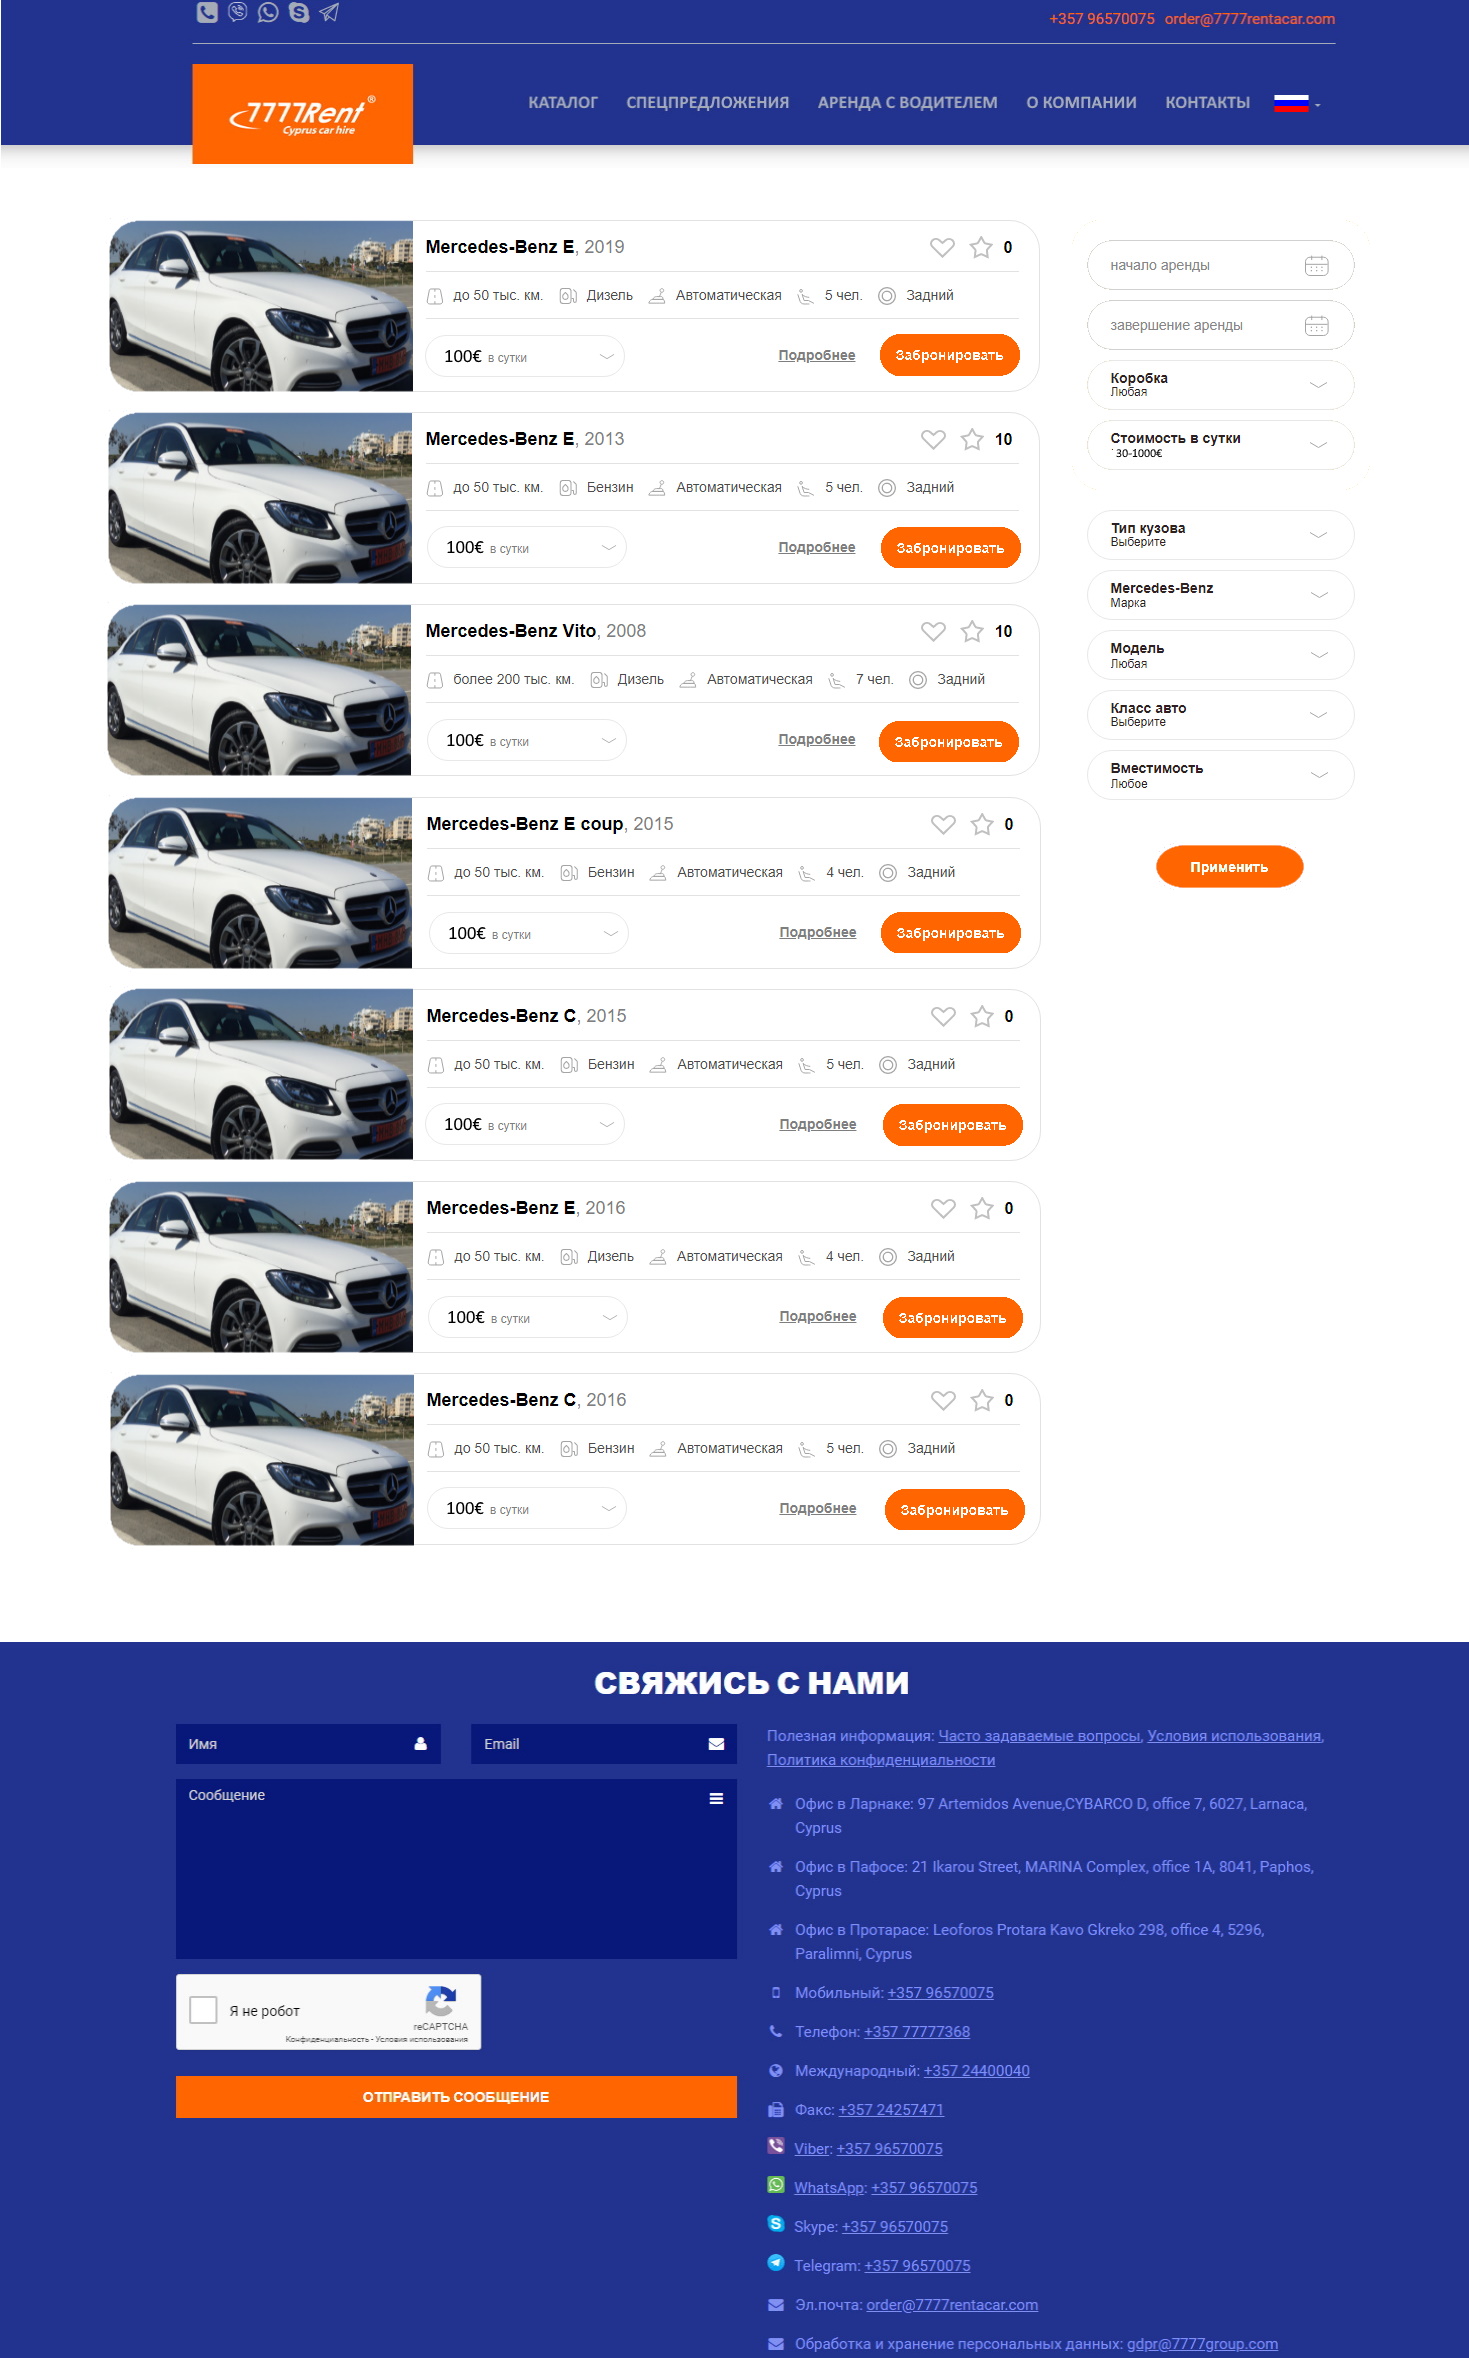 +357 96570075 order@7777rentacar.com
7777Rent®
Cyprus car hire
КАТАЛОГ СПЕЦПРЕДЛОЖЕНИЯ АРЕНДА С ВОДИТЕЛЕМ О КОМПАНИИ КОНТАКТЫ
Mercedes-Benz E, 2019 0
до 50 тыс. км. Дизель Автоматическая 5 чел. Задний
100€ в сутки Подробнее Забронировать
Mercedes-Benz E, 2013 10
до 50 тыс. км. Бензин Автоматическая 5 чел. Задний
100€ в сутки Подробнее Забронировать
Mercedes-Benz Vito, 2008 10
более 200 тыс. км. Дизель Автоматическая 7 чел. Задний
100€ в сутки Подробнее Забронировать
Mercedes-Benz E coup, 2015 0
до 50 тыс. км. Бензин Автоматическая 4 чел. Задний
100€ в сутки Подробнее Забронировать
Mercedes-Benz C, 2015 0
до 50 тыс. км. Бензин Автоматическая 5 чел. Задний
100€ в сутки Подробнее Забронировать
Mercedes-Benz E, 2016 0
до 50 тыс. км. Дизель Автоматическая 4 чел. Задний
100€ в сутки Подробнее Забронировать
Mercedes-Benz C, 2016 0
до 50 тыс. км. Бензин Автоматическая 5 чел. Задний
100€ в сутки Подробнее Забронировать
начало аренды
завершение аренды
Коробка
Любая
Стоимость в сутки
30-1000€
Тип кузова
Выберите
Mercedes-Benz
Марка
Модель
Любая
Класс авто
Выберите
Вместимость
Любое
Применить
СВЯЖИСЬ С НАМИ
Имя Email
Сообщение
Я не робот
reCAPTCHA
Конфиденциальность - Условия использования
ОТПРАВИТЬ СООБЩЕНИЕ
Полезная информация: Часто задаваемые вопросы, Условия использования,
Политика конфиденциальности
Офис в Ларнаке: 97 Artemidos Avenue,CYBARCO D, office 7, 6027, Larnaca,
Cyprus
Офис в Пафосе: 21 Ikarou Street, MARINA Complex, office 1A, 8041, Paphos,
Cyprus
Офис в Протарасе: Leoforos Protara Kavo Gkreko 298, office 4, 5296,
Paralimni, Cyprus
Мобильный: +357 96570075
Телефон: +357 77777368
Международный: +357 24400040
Факс: +357 24257471
Viber: +357 96570075
WhatsApp: +357 96570075
Skype: +357 96570075
Telegram: +357 96570075
Эл.почта: order@7777rentacar.com
Обработка и хранение персональных данных: gdpr@7777group.com